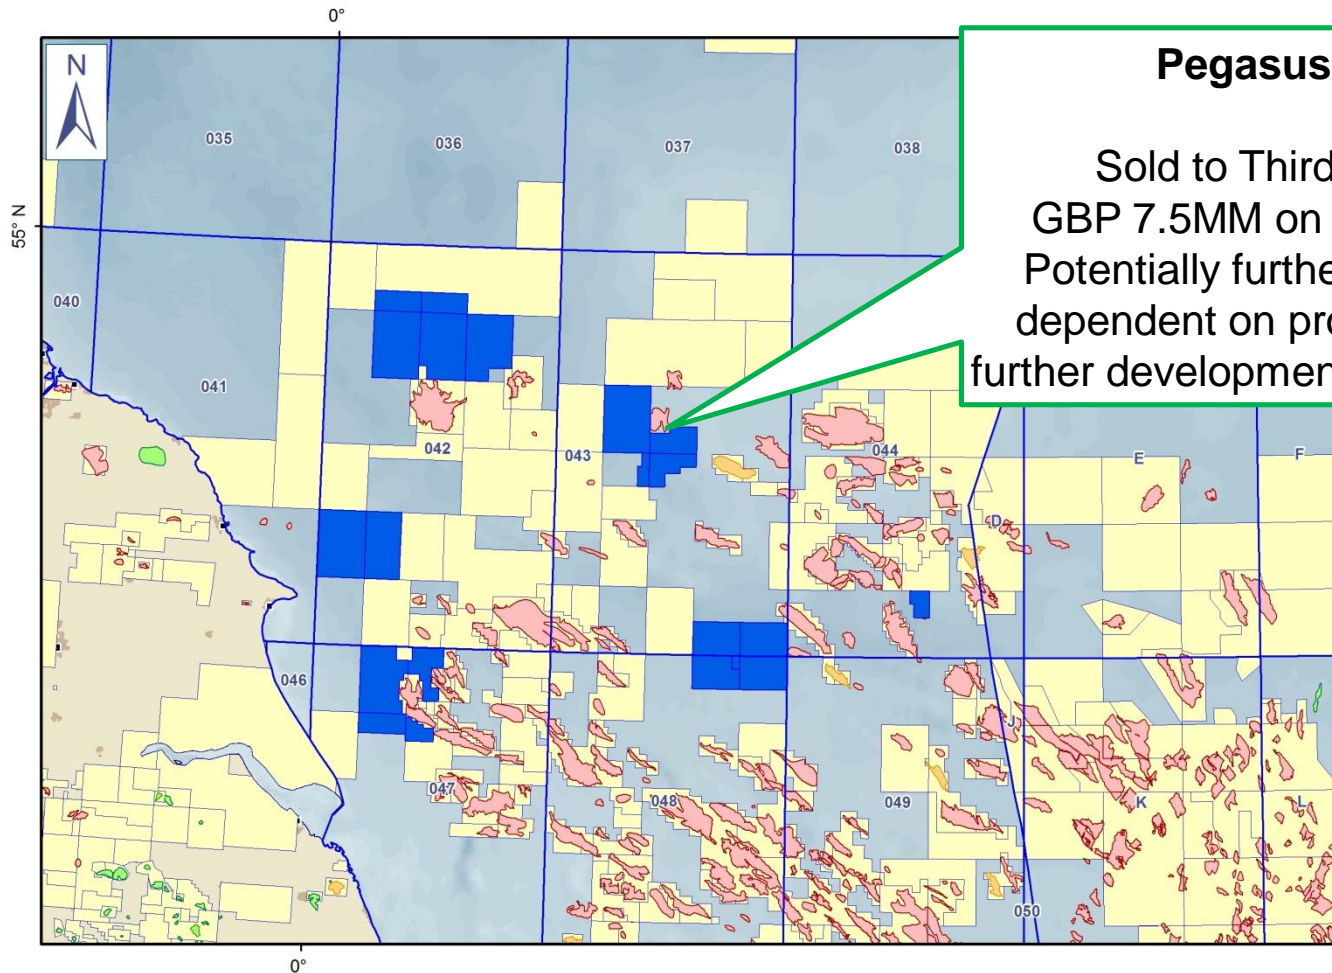 0°
N
Pegasus
035
036
037
038
Sold to Third
GBP 7.5MM on
Potentially furthe
dependent on pro
further developmen
55° N
040
041
042
043
044
E
F
D
046
J
047
048
049
K
L
050
0°